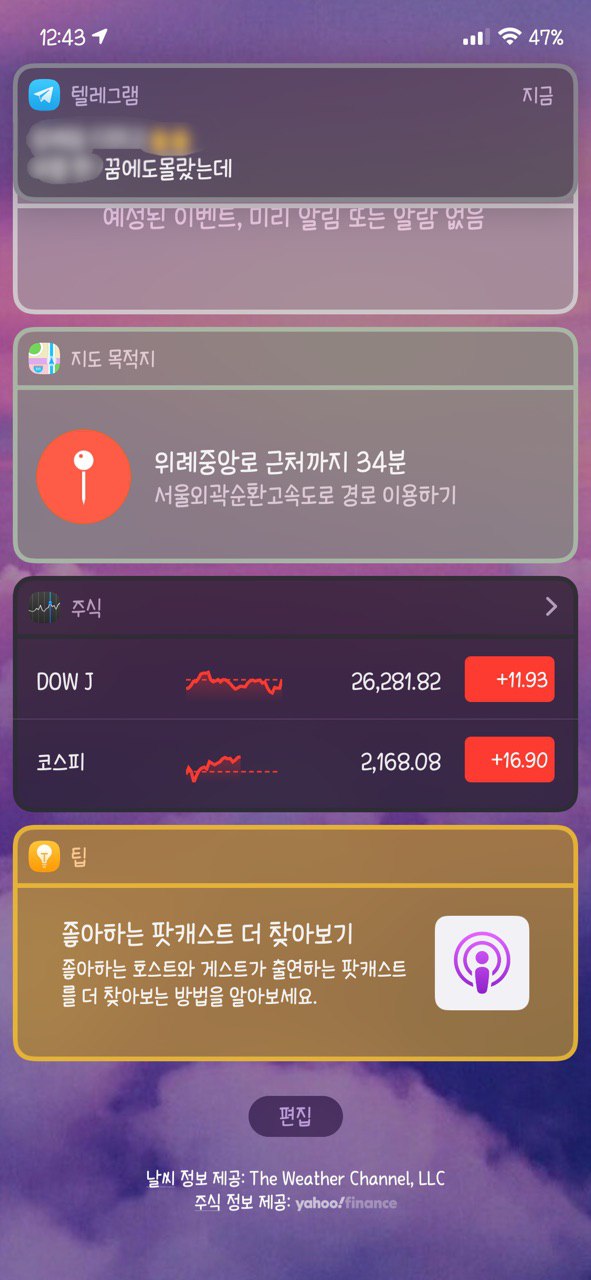 12:43 47%
텔레그램 지금
꿈에도몰랐는데
예정된 이벤트, 미리 알림 또는 알람 없음
지도 목적지
위례중앙로 근처까지 34분
서울외곽순환고속도로 경로 이용하기
주식
DOW J 26,281.82 +11.93
코스피 2,168.08 +16.90
팁
좋아하는 팟캐스트 더 찾아보기
좋아하는 호스트와 게스트가 출연하는 팟캐스트
를 더 찾아보는 방법을 알아보세요.
편집
날씨 정보 제공: The Weather Channel, LLC
주식 정보 제공: yahoo!finance